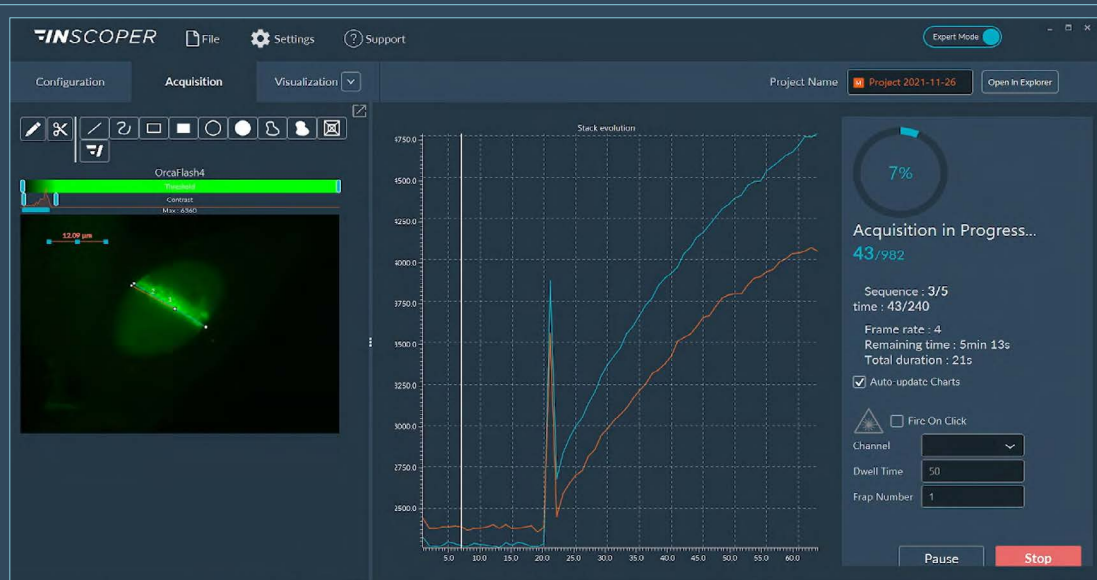 INSCOPER File Settings ? Support Expert Mode
Configuration Acquisition Visualization Project Name Project 2021-11-26 Open in Explorer
OrcaFlash4
Threshold
Contrast
Max : 6360
12.09 µm
Stack evolution
4750.0
4500.0
4250.0
4000.0
3750.0
3500.0
3250.0
3000.0
2750.0
2500.0
5.0 10.0 15.0 20.0 25.0 30.0 35.0 40.0 45.0 50.0 55.0 60.0
7%
Acquisition in Progress...
43/982
Sequence : 3/5
time : 43/240
Frame rate : 4
Remaining time : 5min 13s
Total duration : 21s
Auto-update Charts
Fire On Click
Channel
Dwell Time 50
Frap Number 1
Pause Stop